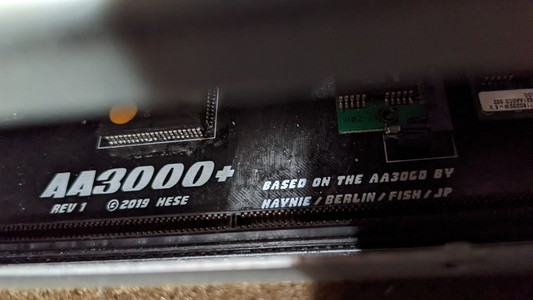 AA3000+
REV 1 ©2019 HESE
BASED ON THE AA3000 BY
HAYNIE/BERLIN/FISH/JP